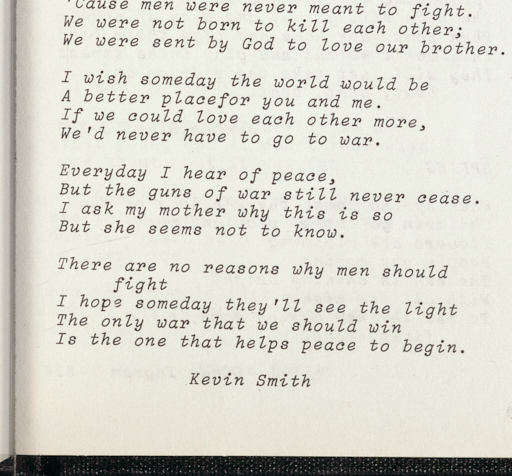 'Cause men were never meant to fight.
We were not born to kill each other;
We were sent by God to love our brother.
I wish someday the world would be
A better placefor you and me.
If we could love each other more,
We'd never have to go to war.
Everyday I hear of peace,
But the guns of war still never cease.
I ask my mother why this is so
But she seems not to know.
There are no reasons why men should
fight
I hope someday they'll see the light
The only war that we should win
Is the one that helps peace to begin.
Kevin Smith